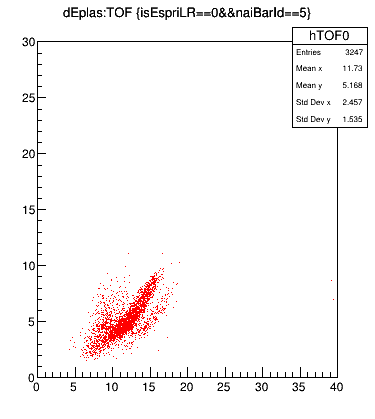 dEplas:TOF {isEspriLR==0&&naiBarId==5}
hTOF0
Entries 3247
Mean x 11.73
Mean y 5.168
Std Dev x 2.457
Std Dev y 1.535
30
25
20
15
10
5
0
0 5 10 15 20 25 30 35 40